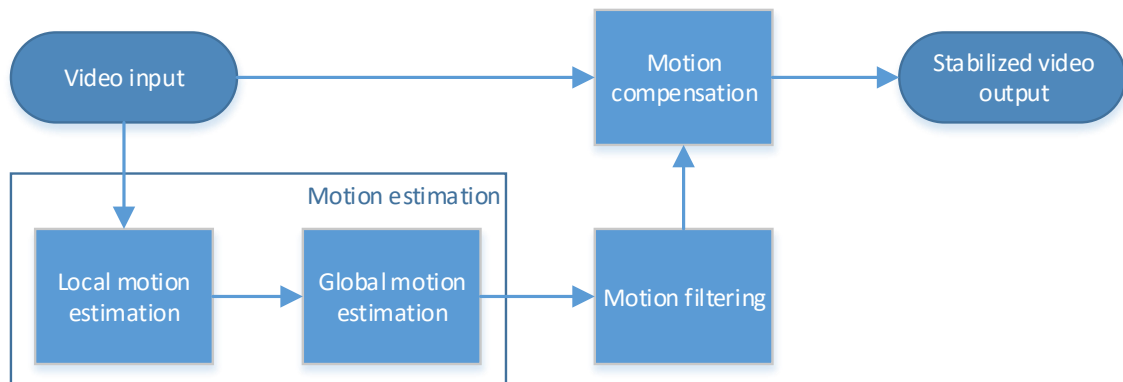 Video input
Motion
compensation
Stabilized video
output
Motion estimation
Local motion
estimation
Global motion
estimation
Motion filtering